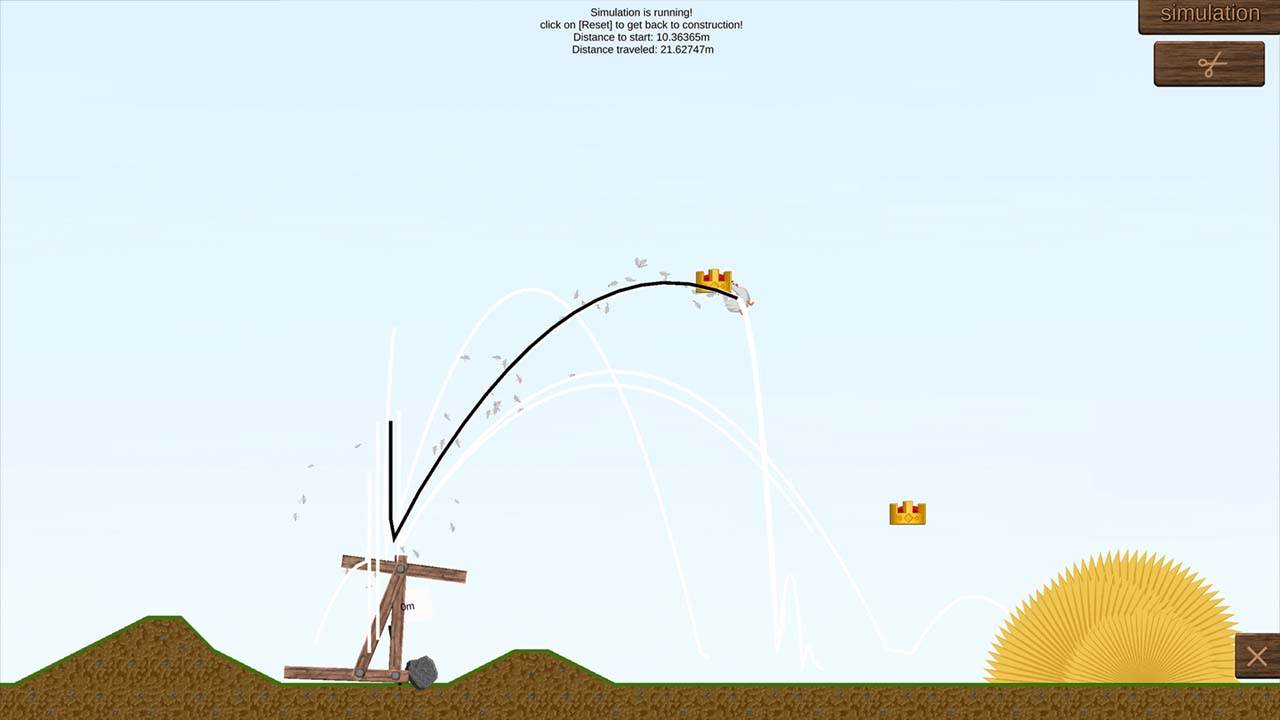 Simulation is running!
click on [Reset] to get back to construction!
Distance to start: 10.36365m
Distance traveled: 21.62747m
simulation
0m